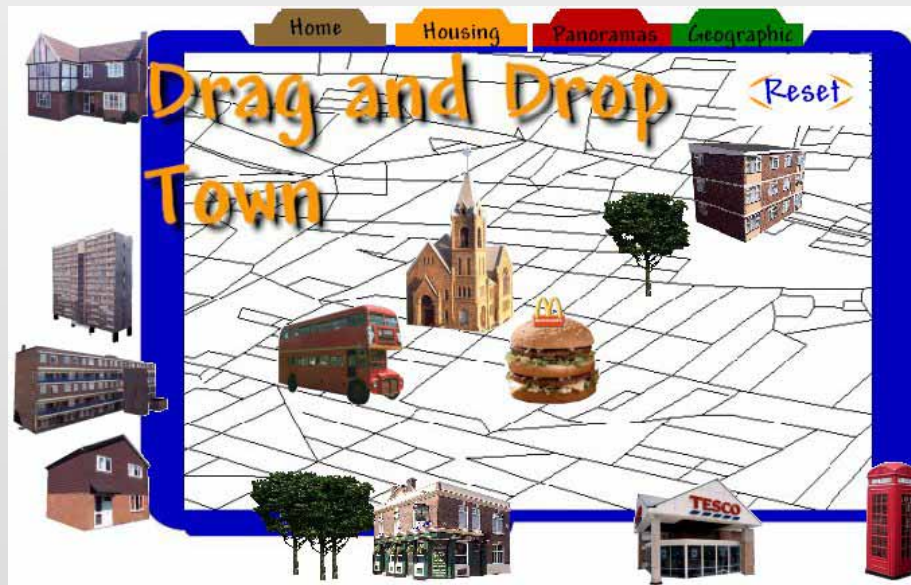 Home
Housing
Panoramas
Geographic
Drag and Drop
Town
Reset
TESCO